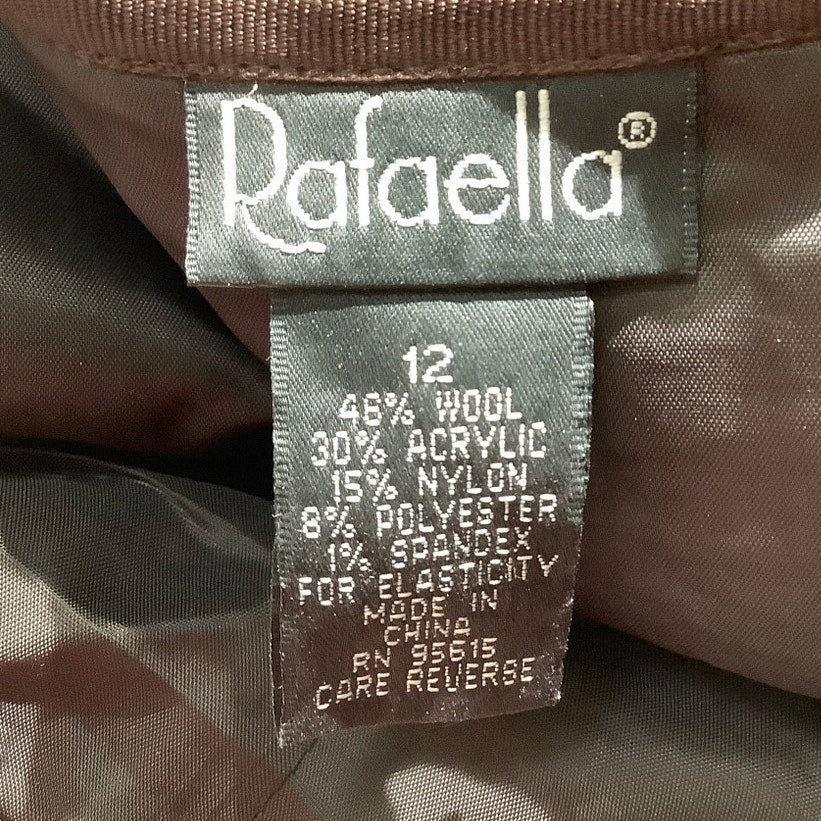 Rafaella®
12
46% WOOL
30% ACRYLIC
15% NYLON
8% POLYESTER
1% SPANDEX
FOR ELASTICITY
MADE IN
CHINA
RN 95615
CARE REVERSE